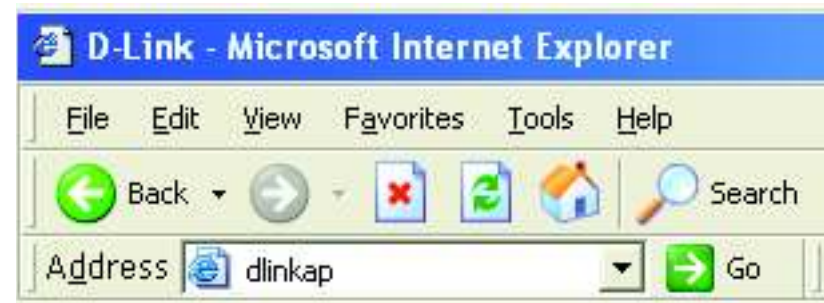 D-Link - Microsoft Internet Explorer
File Edit View Favorites Tools Help
Back Search
Address dlinkap Go